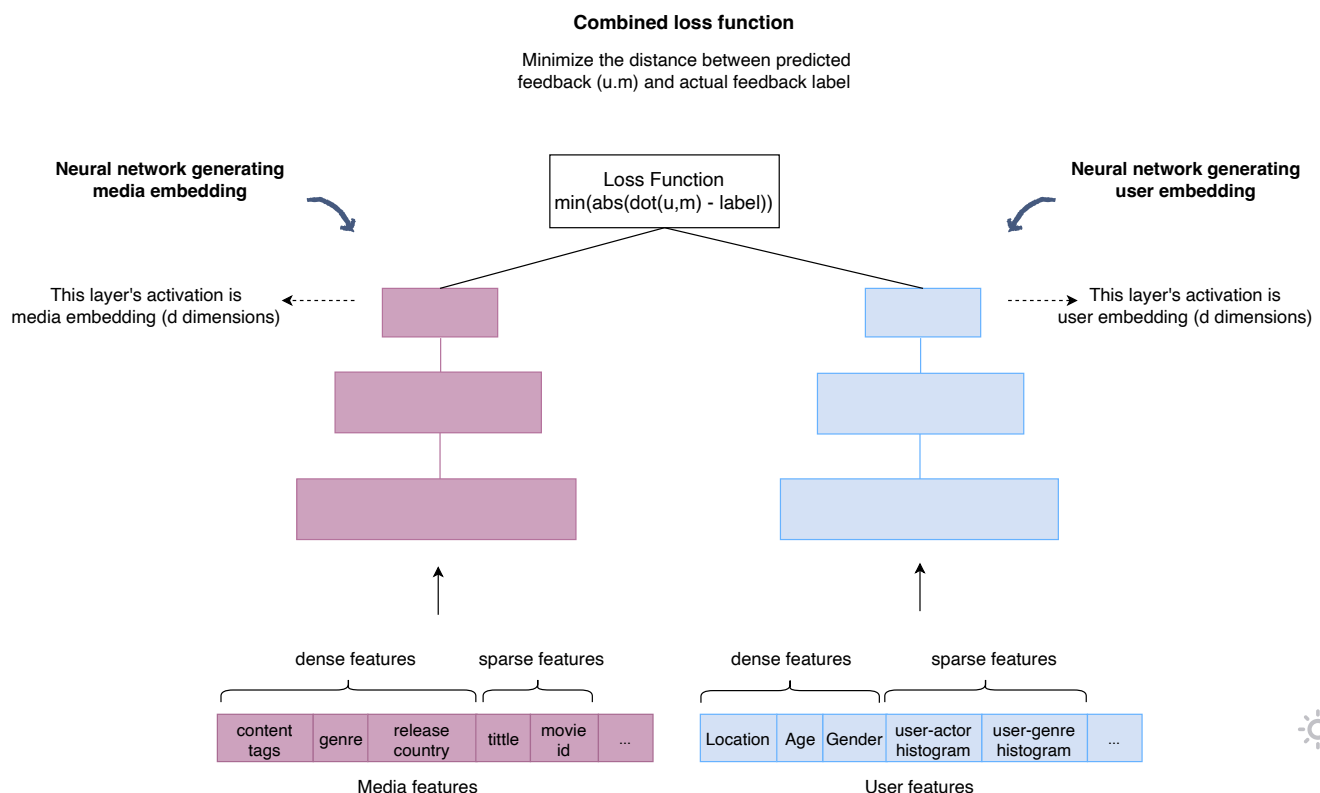 Combined loss function
Minimize the distance between predicted
feedback (u.m) and actual feedback label
Neural network generating
media embedding
Loss Function
min(abs(dot(u,m) - label))
Neural network generating
user embedding
This layer's activation is
media embedding (d dimensions)
This layer's activation is
user embedding (d dimensions)
dense features
sparse features
dense features
sparse features
content
tags
genre
release
country
tittle
movie
id
...
Location
Age
Gender
user-actor
histogram
user-genre
histogram
...
Media features
User features